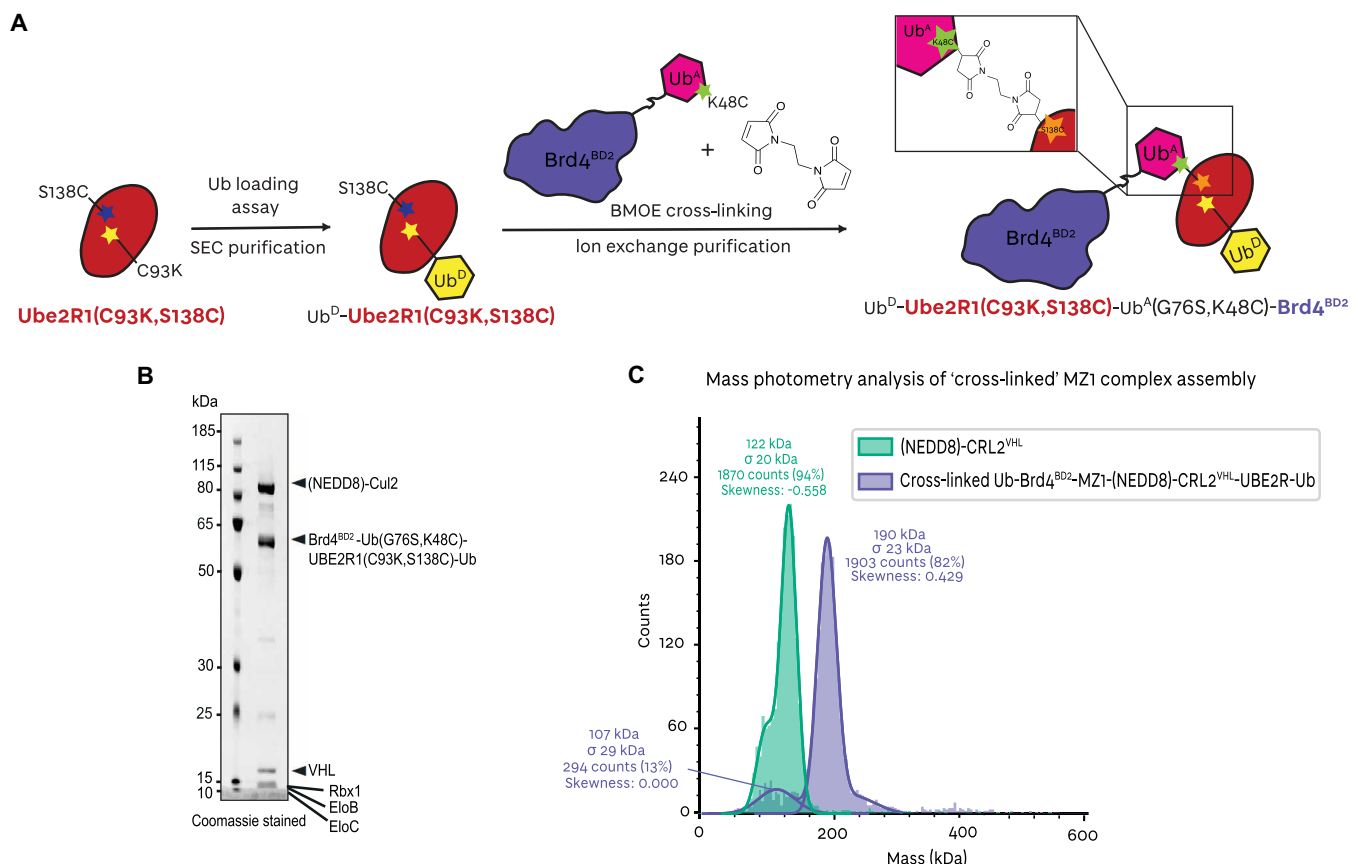 A
S138C
C93K
Ube2R1(C93K,S138C)
Ub loading
assay
SEC purification
S138C
Ub^D
Ub^D-Ube2R1(C93K,S138C)
Ub^A
K48C
Brd4^BD2
+
O
O
N
N
O
O
BMOE cross-linking
Ion exchange purification
Ub^A
K48C
O
N
O
O
N
O
S138C
Ub^A
Brd4^BD2
Ub^D
Ub^D-Ube2R1(C93K,S138C)-Ub^A(G76S,K48C)-Brd4^BD2
B
kDa
185
115
80
65
50
30
25
15
10
(NEDD8)-Cul2
Brd4^BD2-Ub(G76S,K48C)-
UBE2R1(C93K,S138C)-Ub
VHL
Rbx1
EloB
EloC
Coomassie stained
C
Mass photometry analysis of 'cross-linked' MZ1 complex assembly
(NEDD8)-CRL2^VHL
Cross-linked Ub-Brd4^BD2-MZ1-(NEDD8)-CRL2^VHL-UBE2R-Ub
122 kDa
σ 20 kDa
1870 counts (94%)
Skewness: -0.558
190 kDa
σ 23 kDa
1903 counts (82%)
Skewness: 0.429
107 kDa
σ 29 kDa
294 counts (13%)
Skewness: 0.000
Counts
240
180
120
60
0
0
200
400
600
Mass (kDa)